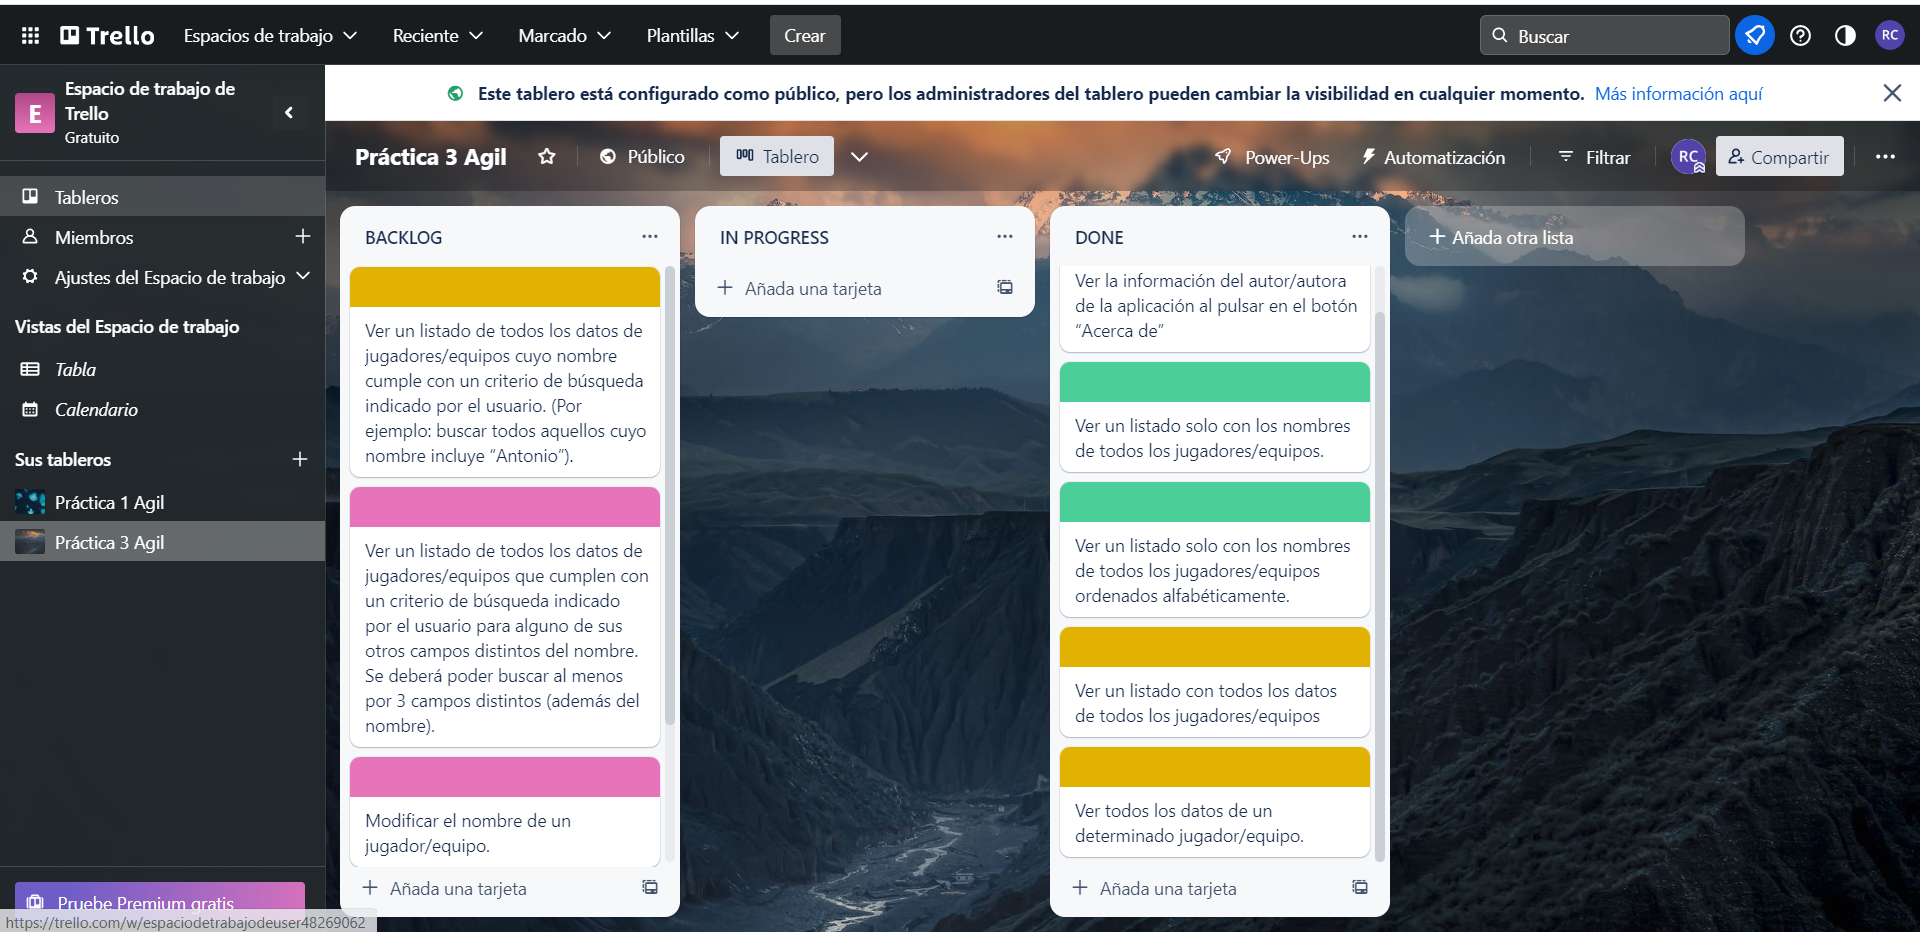 Trello
Espacios de trabajo
Reciente
Marcado
Plantillas
Crear
Buscar
RC
E
Espacio de trabajo de
Trello
Gratuito
Tableros
Miembros
Ajustes del Espacio de trabajo
Vistas del Espacio de trabajo
Tabla
Calendario
Sus tableros
Práctica 1 Agil
Práctica 3 Agil
Pruebe Premium gratis
https://trello.com/w/espaciodetrabajodeuser48269062
Este tablero está configurado como público, pero los administradores del tablero pueden cambiar la visibilidad en cualquier momento. Más información aquí
Práctica 3 Agil
Público
Tablero
Power-Ups
Automatización
Filtrar
RC
Compartir
BACKLOG
Ver un listado de todos los datos de
jugadores/equipos cuyo nombre
cumple con un criterio de búsqueda
indicado por el usuario. (Por
ejemplo: buscar todos aquellos cuyo
nombre incluye “Antonio”).
Ver un listado de todos los datos de
jugadores/equipos que cumplen con
un criterio de búsqueda indicado
por el usuario para alguno de sus
otros campos distintos del nombre.
Se deberá poder buscar al menos
por 3 campos distintos (además del
nombre).
Modificar el nombre de un
jugador/equipo.
Añada una tarjeta
IN PROGRESS
Añada una tarjeta
DONE
Ver la información del autor/autora
de la aplicación al pulsar en el botón
“Acerca de”
Ver un listado solo con los nombres
de todos los jugadores/equipos.
Ver un listado solo con los nombres
de todos los jugadores/equipos
ordenados alfabéticamente.
Ver un listado con todos los datos
de todos los jugadores/equipos
Ver todos los datos de un
determinado jugador/equipo.
Añada una tarjeta
Añada otra lista